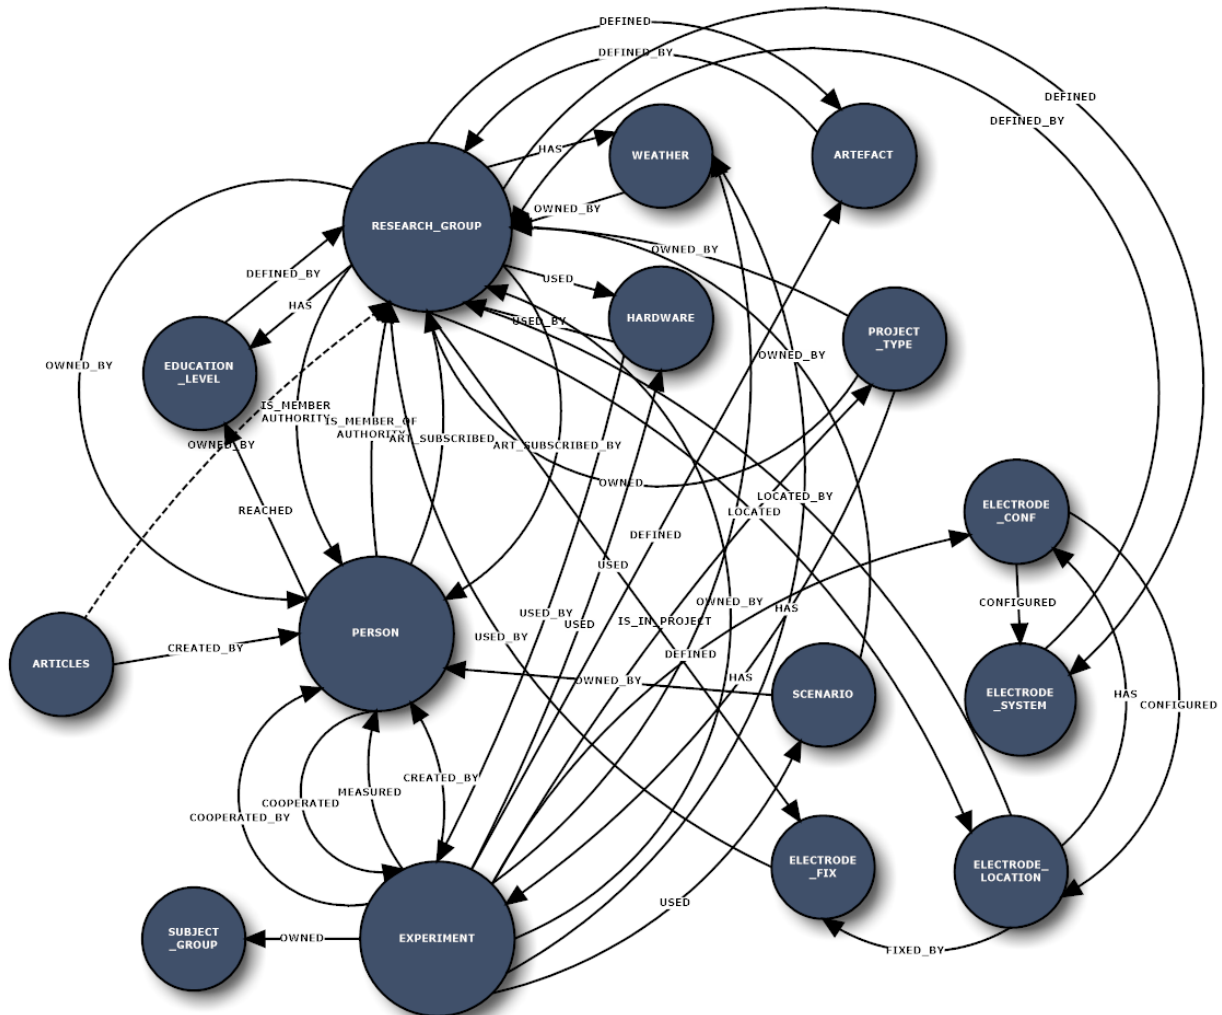 DEFINED
DEFINED_BY
DEFINED
DEFINED_BY
HAS
WEATHER
ARTEFACT
OWNED_BY
RESEARCH_GROUP
OWNED_BY
DEFINED_BY
USED
HAS
HARDWARE
USED_BY
PROJECT
_TYPE
OWNED_BY
OWNED_BY
EDUCATION
_LEVEL
IS_MEMBER
AUTHORITY
IS_MEMBER_OF
AUTHORITY
ART_SUBSCRIBED
ART_SUBSCRIBED_BY
OWNED_BY
OWNED
LOCATED_BY
LOCATED
ELECTRODE
_CONF
REACHED
DEFINED
USED
CONFIGURED
OWNED_BY
HAS
USED_BY
USED
IS_IN_PROJECT
PERSON
USED_BY
CREATED_BY
ARTICLES
DEFINED
HAS
OWNED_BY
SCENARIO
ELECTRODE
_SYSTEM
HAS
CONFIGURED
CREATED_BY
MEASURED
COOPERATED
COOPERATED_BY
ELECTRODE
_FIX
ELECTRODE_
LOCATION
USED
SUBJECT
_GROUP
OWNED
EXPERIMENT
FIXED_BY